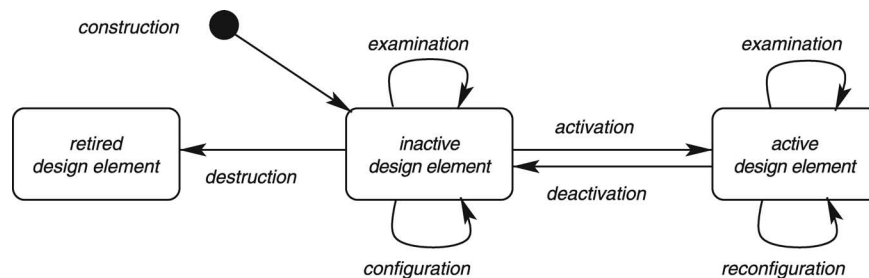 construction
examination
examination
retired
design element
inactive
design element
activation
active
design element
destruction
deactivation
configuration
reconfiguration